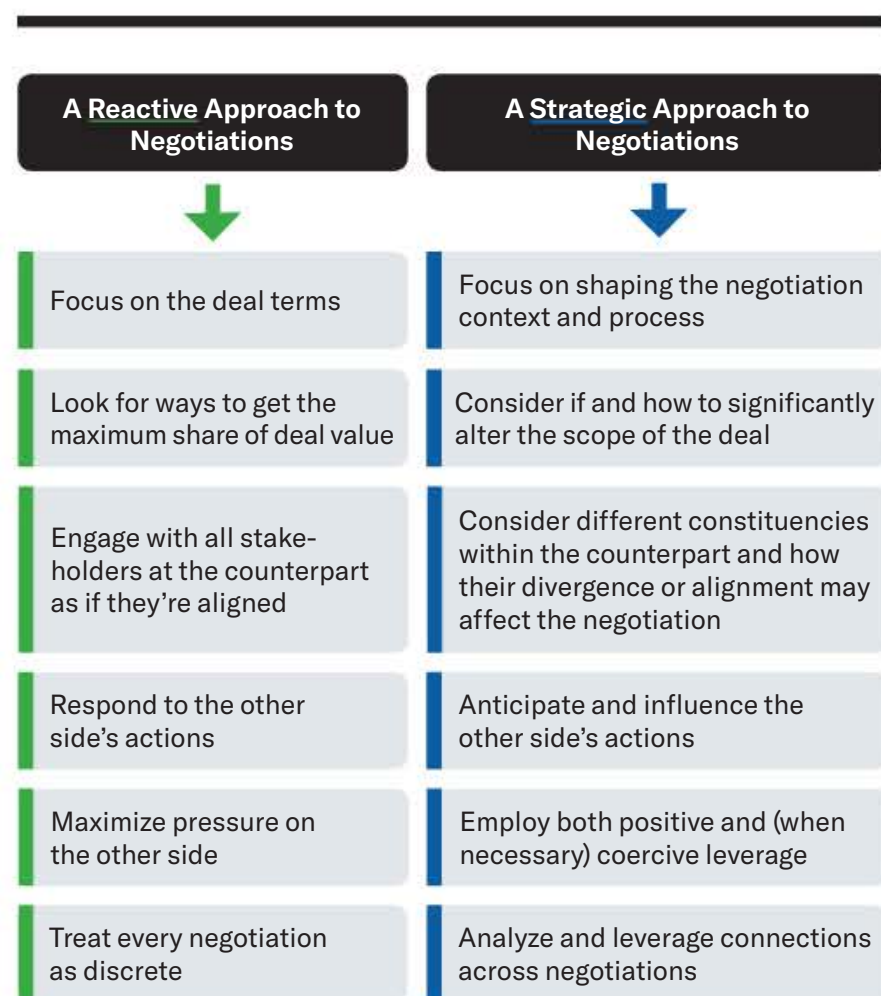 A Reactive Approach to
Negotiations
A Strategic Approach to
Negotiations
Focus on the deal terms
Focus on shaping the negotiation
context and process
Look for ways to get the
maximum share of deal value
Consider if and how to significantly
alter the scope of the deal
Engage with all stake-
holders at the counterpart
as if they're aligned
Consider different constituencies
within the counterpart and how
their divergence or alignment may
affect the negotiation
Respond to the other
side's actions
Anticipate and influence the
other side's actions
Maximize pressure on
the other side
Employ both positive and (when
necessary) coercive leverage
Treat every negotiation
as discrete
Analyze and leverage connections
across negotiations